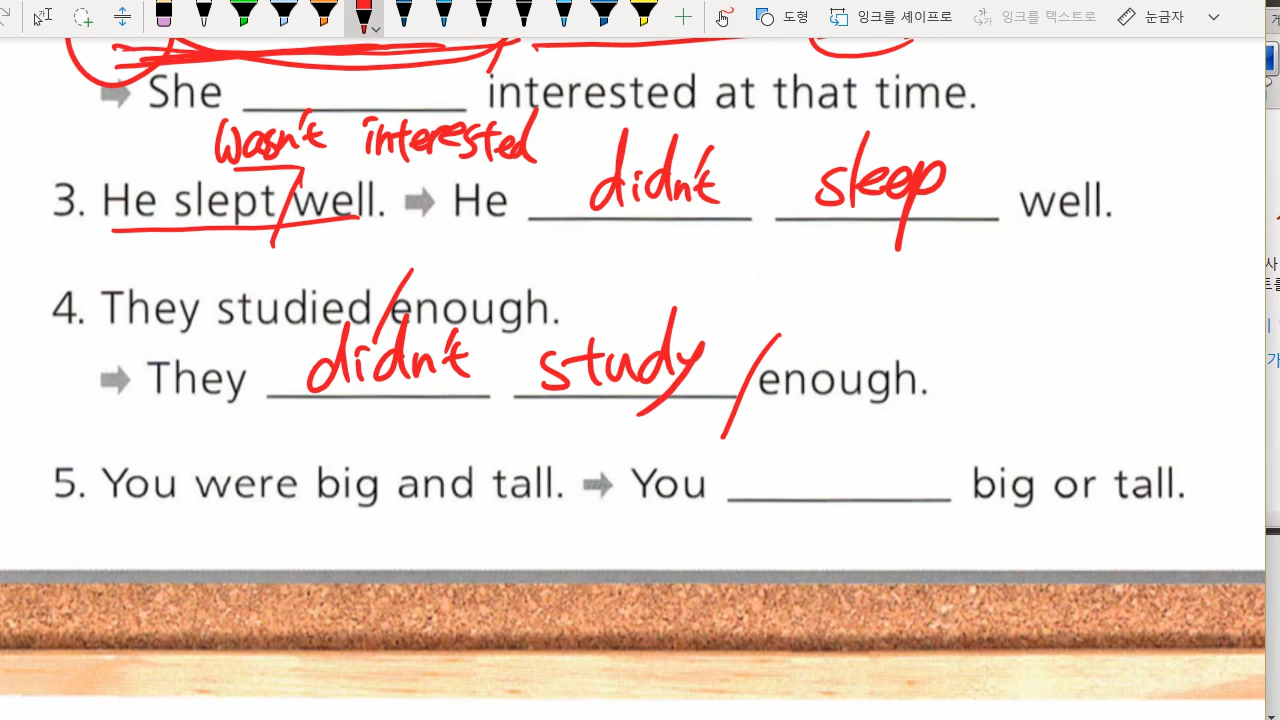 도형 잉크를 셰이프로 잉크를 텍스트로 눈금자
➡ She ____ interested at that time.
wasn't interested
3. He slept well. ➡ He didn't sleep well.
4. They studied enough.
➡ They didn't study enough.
5. You were big and tall. ➡ You ____ big or tall.